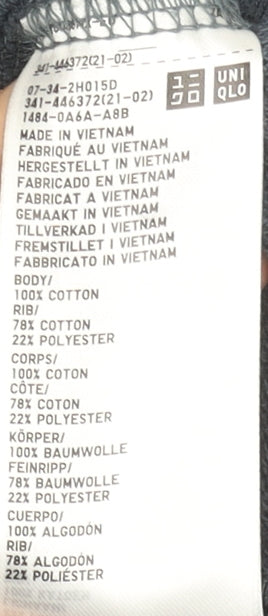 341-446372(21-02)
07-34-2H015D
341-446372(21-02)
1484-0A6A-A8B
ユニ
クロ
UNI
QLO
MADE IN VIETNAM
FABRIQUÉ AU VIETNAM
HERGESTELLT IN VIETNAM
FABRICADO EN VIETNAM
FABRICAT A VIETNAM
GEMAAKT IN VIETNAM
TILLVERKAD I VIETNAM
FREMSTILLET I VIETNAM
FABBRICATO IN VIETNAM
BODY/
100% COTTON
RIB/
78% COTTON
22% POLYESTER
CORPS/
100% COTON
CÔTE/
78% COTON
22% POLYESTER
KÖRPER/
100% BAUMWOLLE
FEINRIPP/
78% BAUMWOLLE
22% POLYESTER
CUERPO/
100% ALGODÓN
RIB/
78% ALGODÓN
22% POLIÉSTER